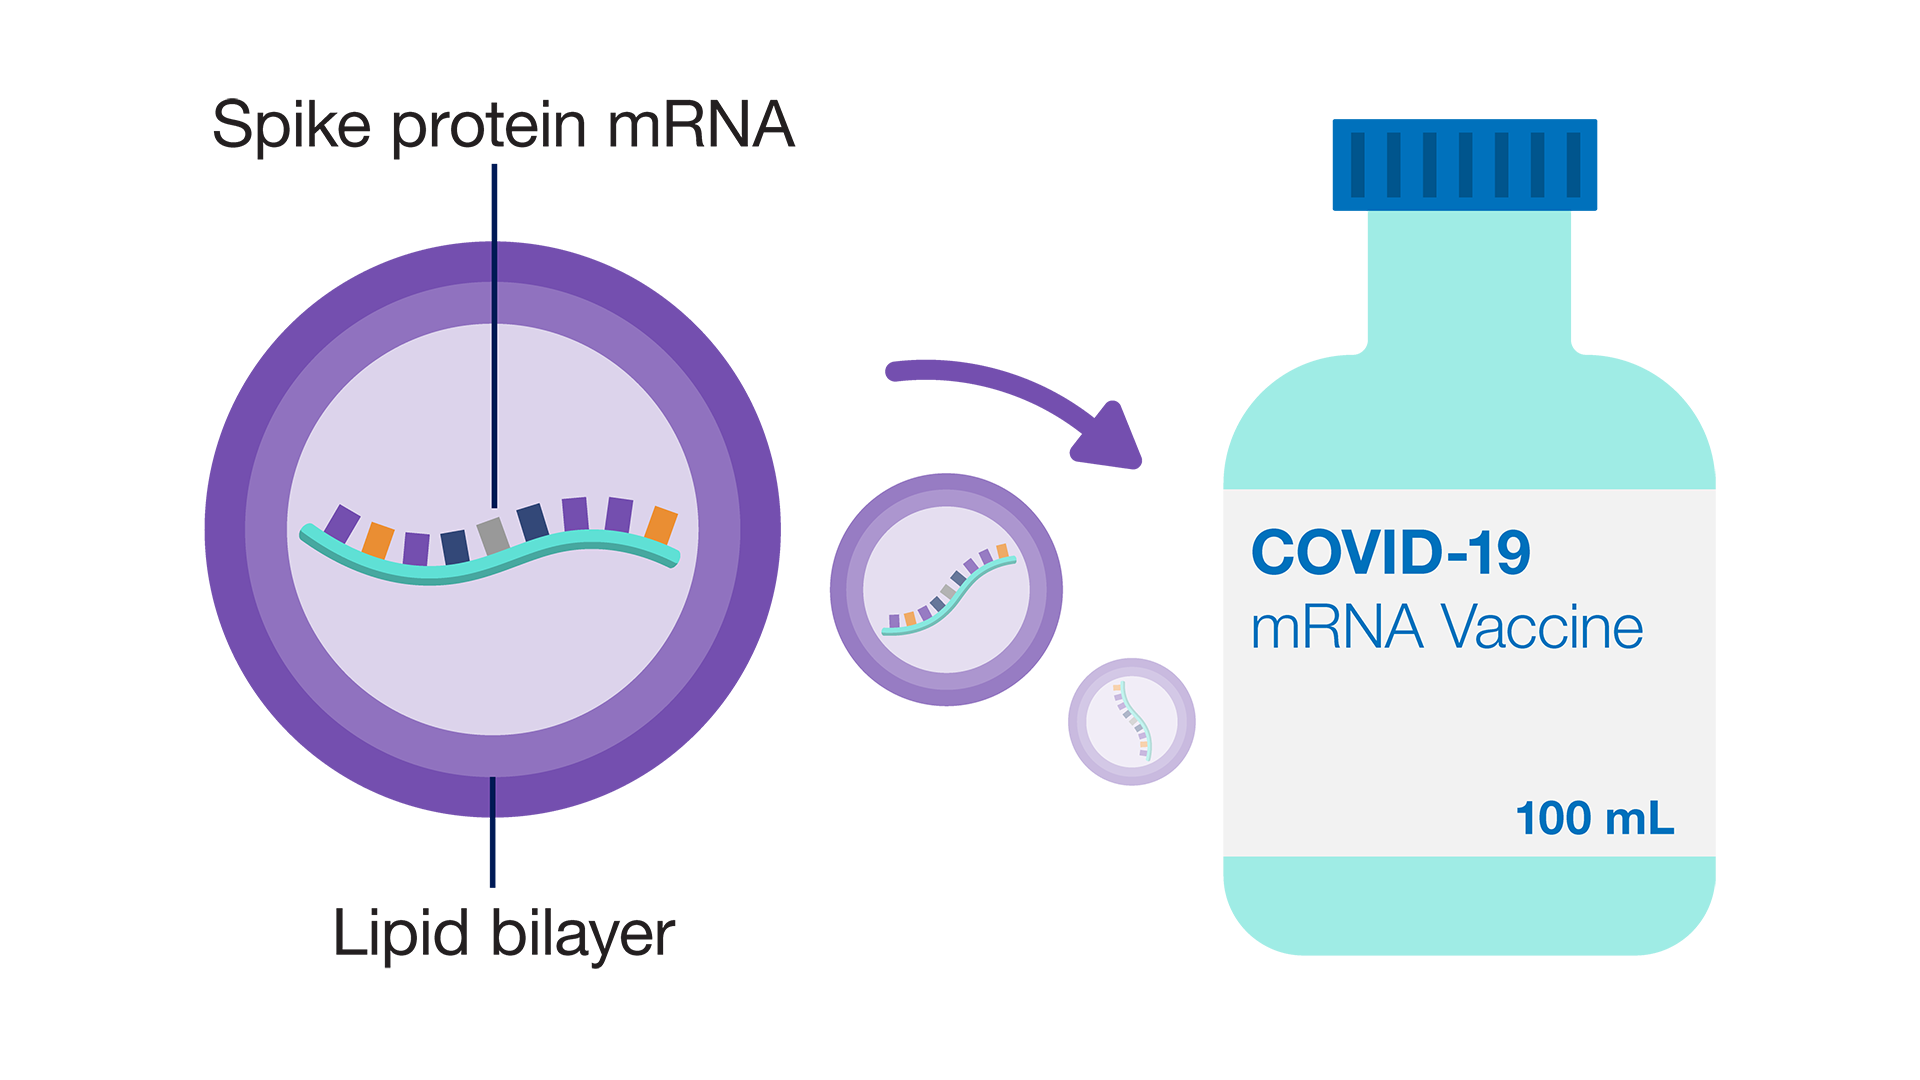 Spike protein mRNA
Lipid bilayer
COVID-19
mRNA Vaccine
100 mL